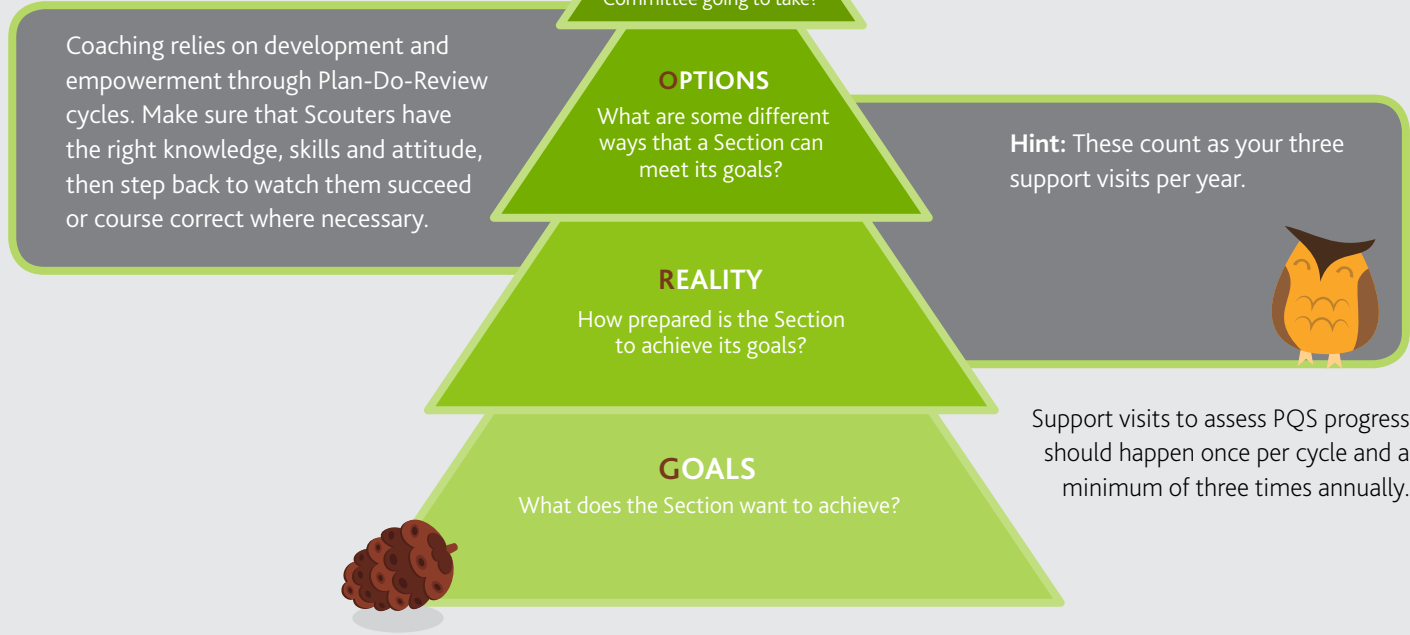 Committee going to take?
Coaching relies on development and
empowerment through Plan-Do-Review
cycles. Make sure that Scouters have
the right knowledge, skills and attitude,
then step back to watch them succeed
or course correct where necessary.
OPTIONS
What are some different
ways that a Section can
meet its goals?
Hint: These count as your three
support visits per year.
REALITY
How prepared is the Section
to achieve its goals?
Support visits to assess PQS progress
should happen once per cycle and a
minimum of three times annually.
GOALS
What does the Section want to achieve?